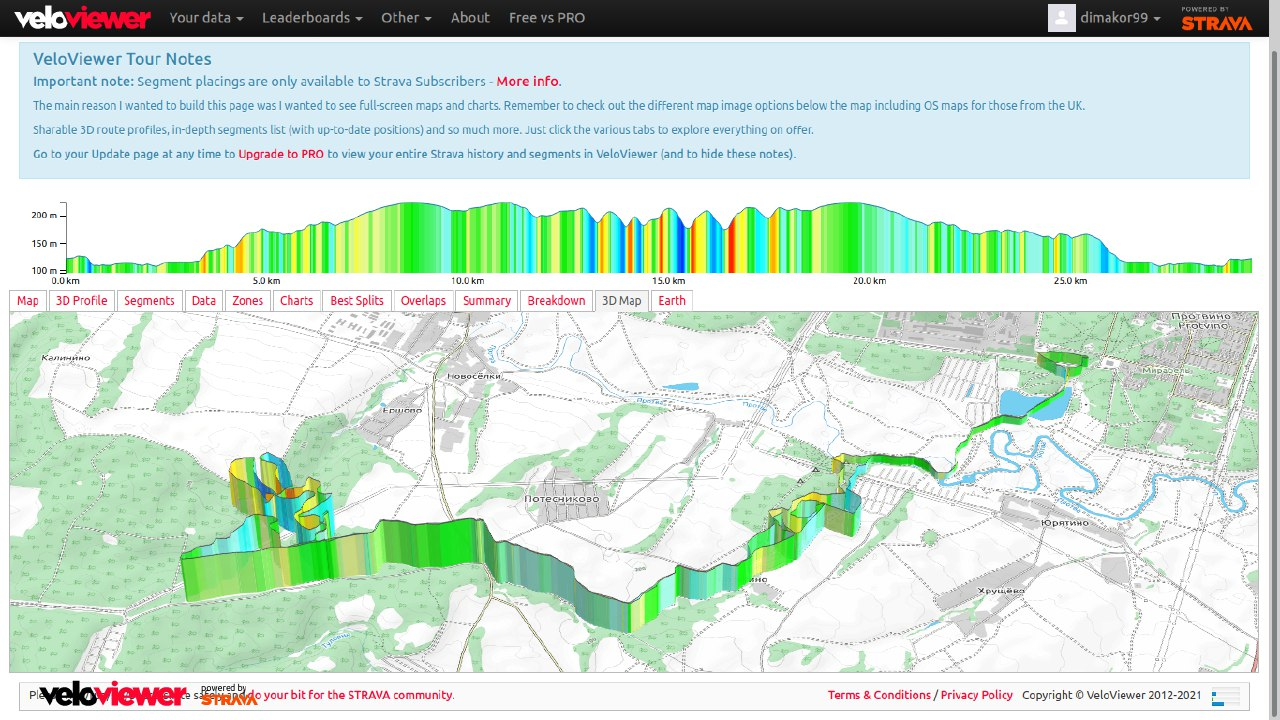 veloviewer Your data Leaderboards Other About Free vs PRO dimakor99 POWERED BY STRAVA
VeloViewer Tour Notes
Important note: Segment placings are only available to Strava Subscribers - More info.
The main reason I wanted to build this page was I wanted to see full-screen maps and charts. Remember to check out the different map image options below the map including OS maps for those from the UK.
Sharable 3D route profiles, in-depth segments list (with up-to-date positions) and so much more. Just click the various tabs to explore everything on offer.
Go to your Update page at any time to Upgrade to PRO to view your entire Strava history and segments in VeloViewer (and to hide these notes).
200 m
150 m
100 m
0.0 km 5.0 km 10.0 km 15.0 km 20.0 km 25.0 km
Map 3D Profile Segments Data Zones Charts Best Splits Overlaps Summary Breakdown 3D Map Earth
Протвино
Protvino
Калиничино
Новосёлки
Ершово
Потесниково
Юрятино
Хрущёво
veloviewer powered by STRAVA
do your bit for the STRAVA community.
Terms & Conditions / Privacy Policy Copyright © VeloViewer 2012-2021